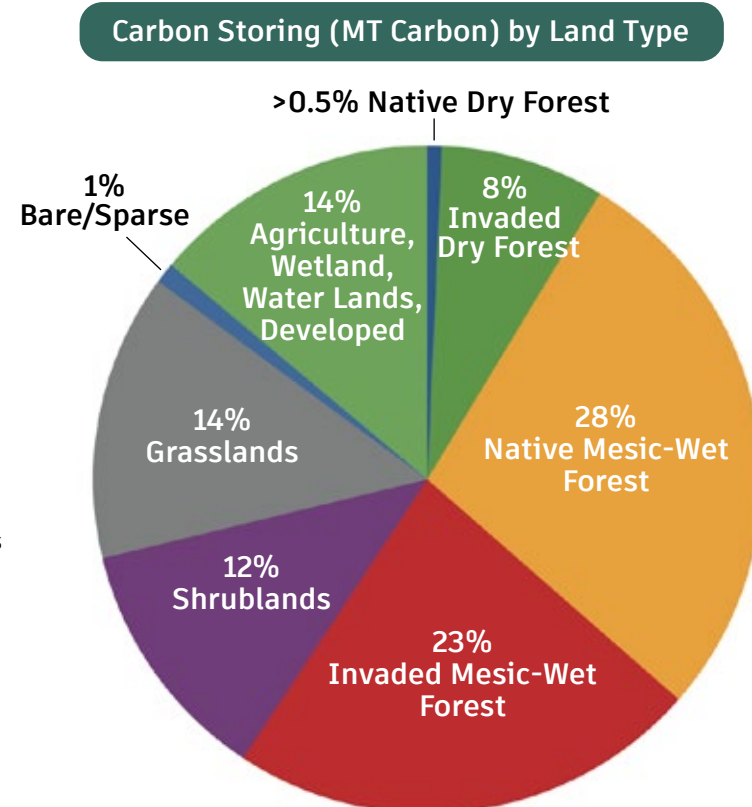 Carbon Storing (MT Carbon) by Land Type
>0.5% Native Dry Forest
1%
Bare/Sparse
14%
Agriculture,
Wetland,
Water Lands,
Developed
8%
Invaded
Dry Forest
28%
Native Mesic-Wet
Forest
14%
Grasslands
12%
Shrublands
23%
Invaded Mesic-Wet
Forest